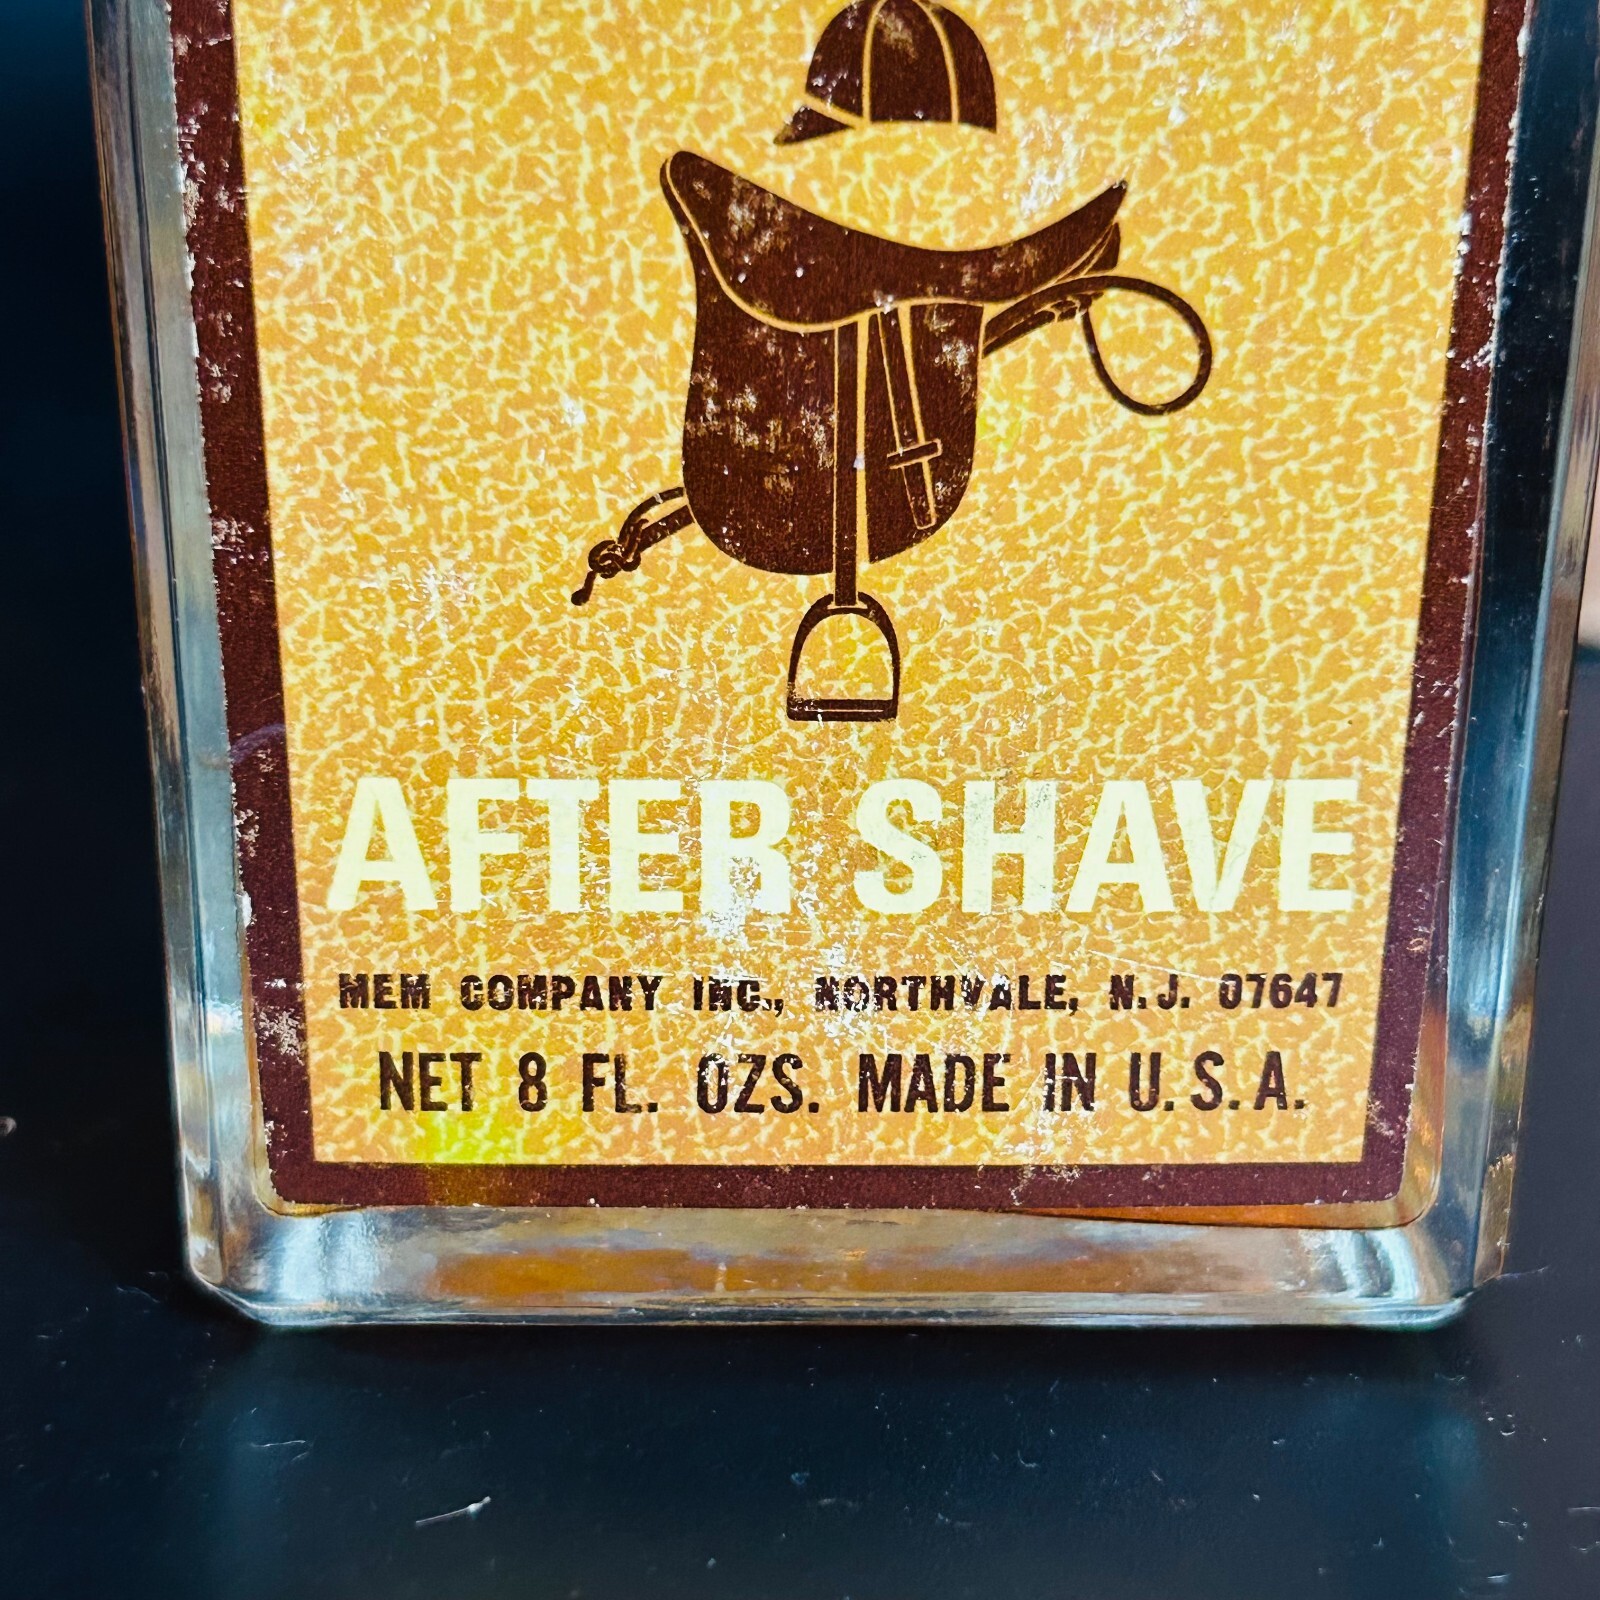 AFTER SHAVE
MEM COMPANY INC., NORTHVALE, N.J. 07647
NET 8 FL. OZS. MADE IN U.S.A.